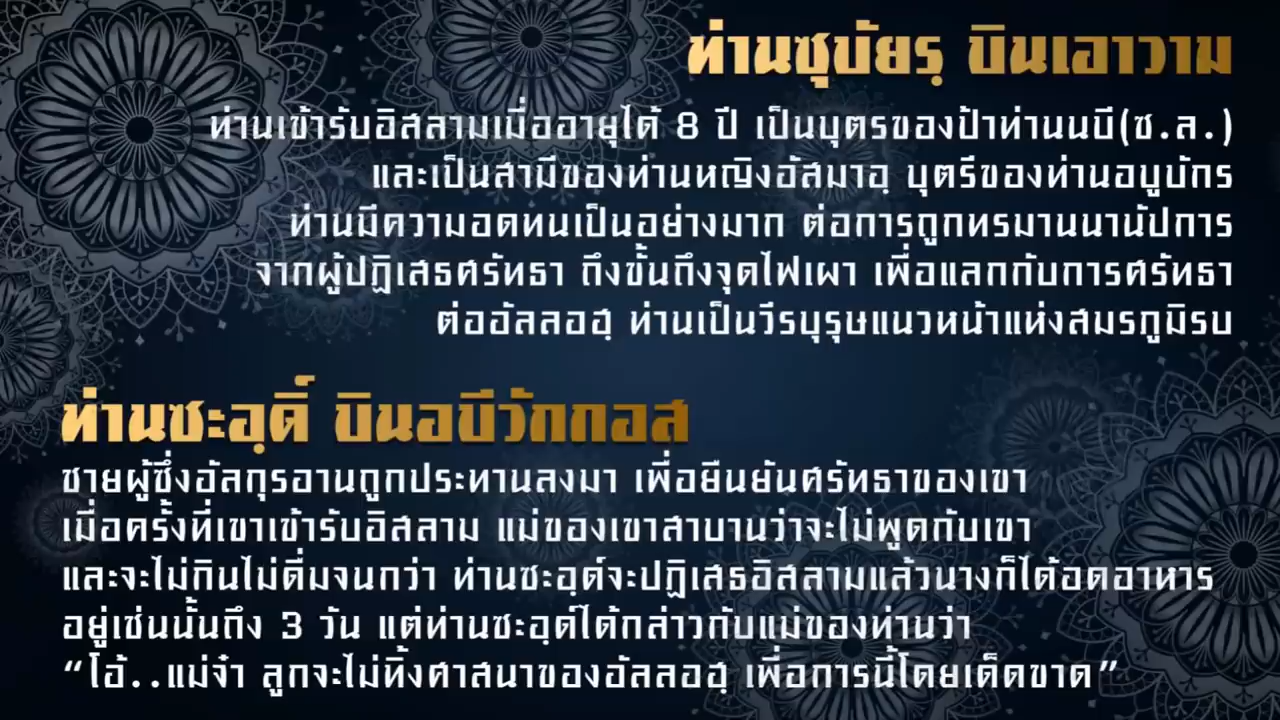 ท่านซุบัยรฺ บินเอาวาม
ท่านเข้ารับอิสลามเมื่ออายุได้ 8 ปี เป็นบุตรของป้าท่านนบี(ซ.ล.)
และเป็นสามีของท่านหญิงอัสมาอฺ บุตรีของท่านอบูบักร
ท่านมีความอดทนเป็นอย่างมาก ต่อการถูกทรมานนานัปการ
จากผู้ปฏิเสธศรัทธา ถึงขั้นถึงจุดไฟเผา เพื่อแลกกับการศรัทธา
ต่ออัลลอฮฺ ท่านเป็นวีรบุรุษแนวหน้าแห่งสมรภูมิรบ
ท่านซะอฺดิ์ บินอบีวักกอส
ชายผู้ซึ่งอัลกุรอานถูกประทานลงมา เพื่อยืนยันศรัทธาของเขา
เมื่อครั้งที่เขาเข้ารับอิสลาม แม่ของเขาสาบานว่าจะไม่พูดกับเขา
และจะไม่กินไม่ดื่มจนกว่า ท่านซะอฺด์จะปฏิเสธอิสลามแล้วนางก็ได้อดอาหาร
อยู่เช่นนั้นถึง 3 วัน แต่ท่านซะอฺด์ได้กล่าวกับแม่ของท่านว่า
“โอ้..แม่จ๋า ลูกจะไม่ทิ้งศาสนาของอัลลอฮฺ เพื่อการนี้โดยเด็ดขาด”